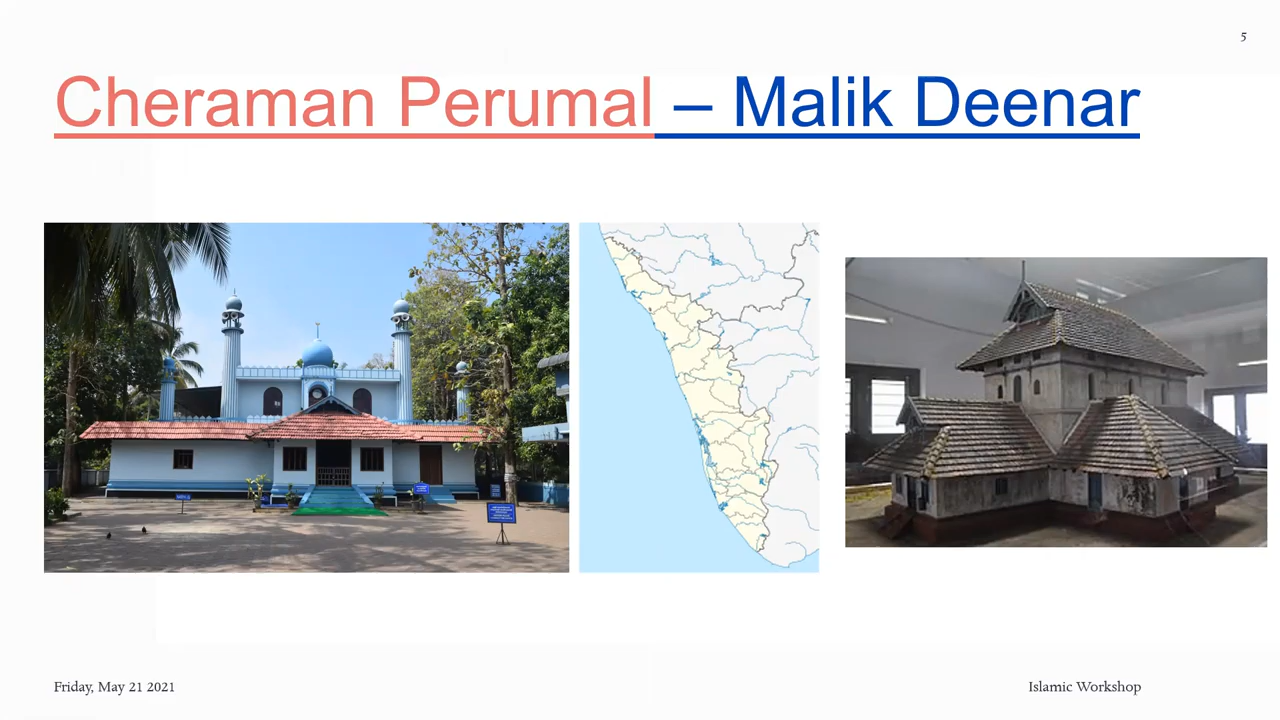 5
Cheraman Perumal – Malik Deenar
Friday, May 21 2021
Islamic Workshop